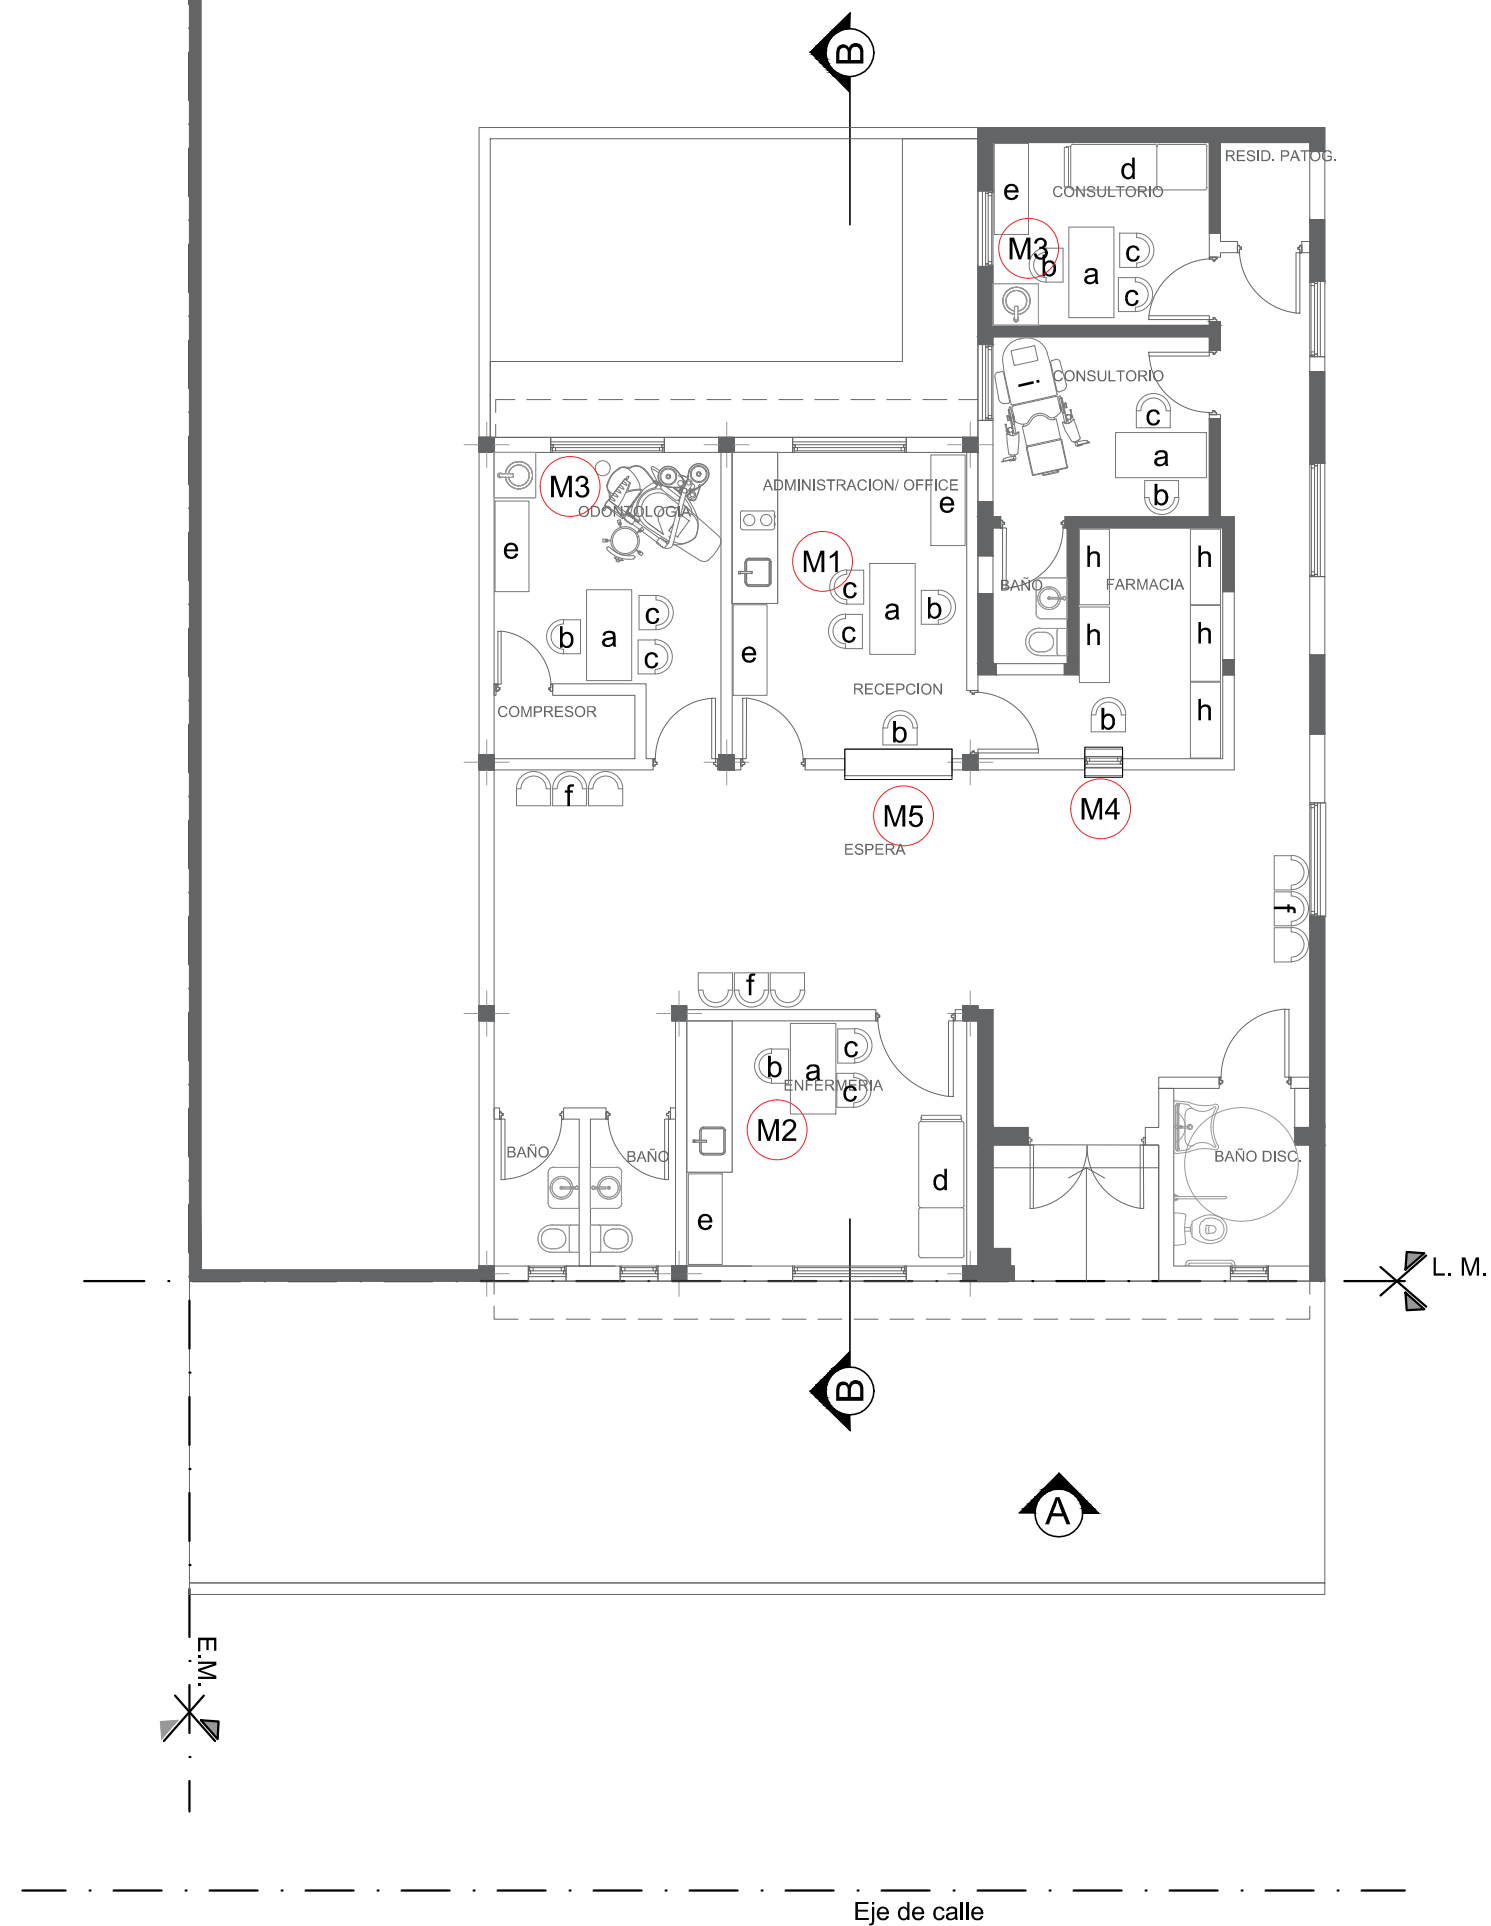 B
RESID. PATOG.
d
e
CONSULTORIO
M3
b
c
a
c
i
CONSULTORIO
c
a
b
M3
ODONTOLOGIA
e
b
a
c
c
COMPRESOR
ADMINISTRACION/ OFFICE
e
M1
c
a
b
c
e
RECEPCION
b
BAÑO
h
h
FARMACIA
h
h
h
b
f
M5
M4
ESPERA
f
f
b
a
c
c
ENFERMERIA
M2
BAÑO
BAÑO
d
e
BAÑO DISC.
L. M.
B
A
E.M.
Eje de calle